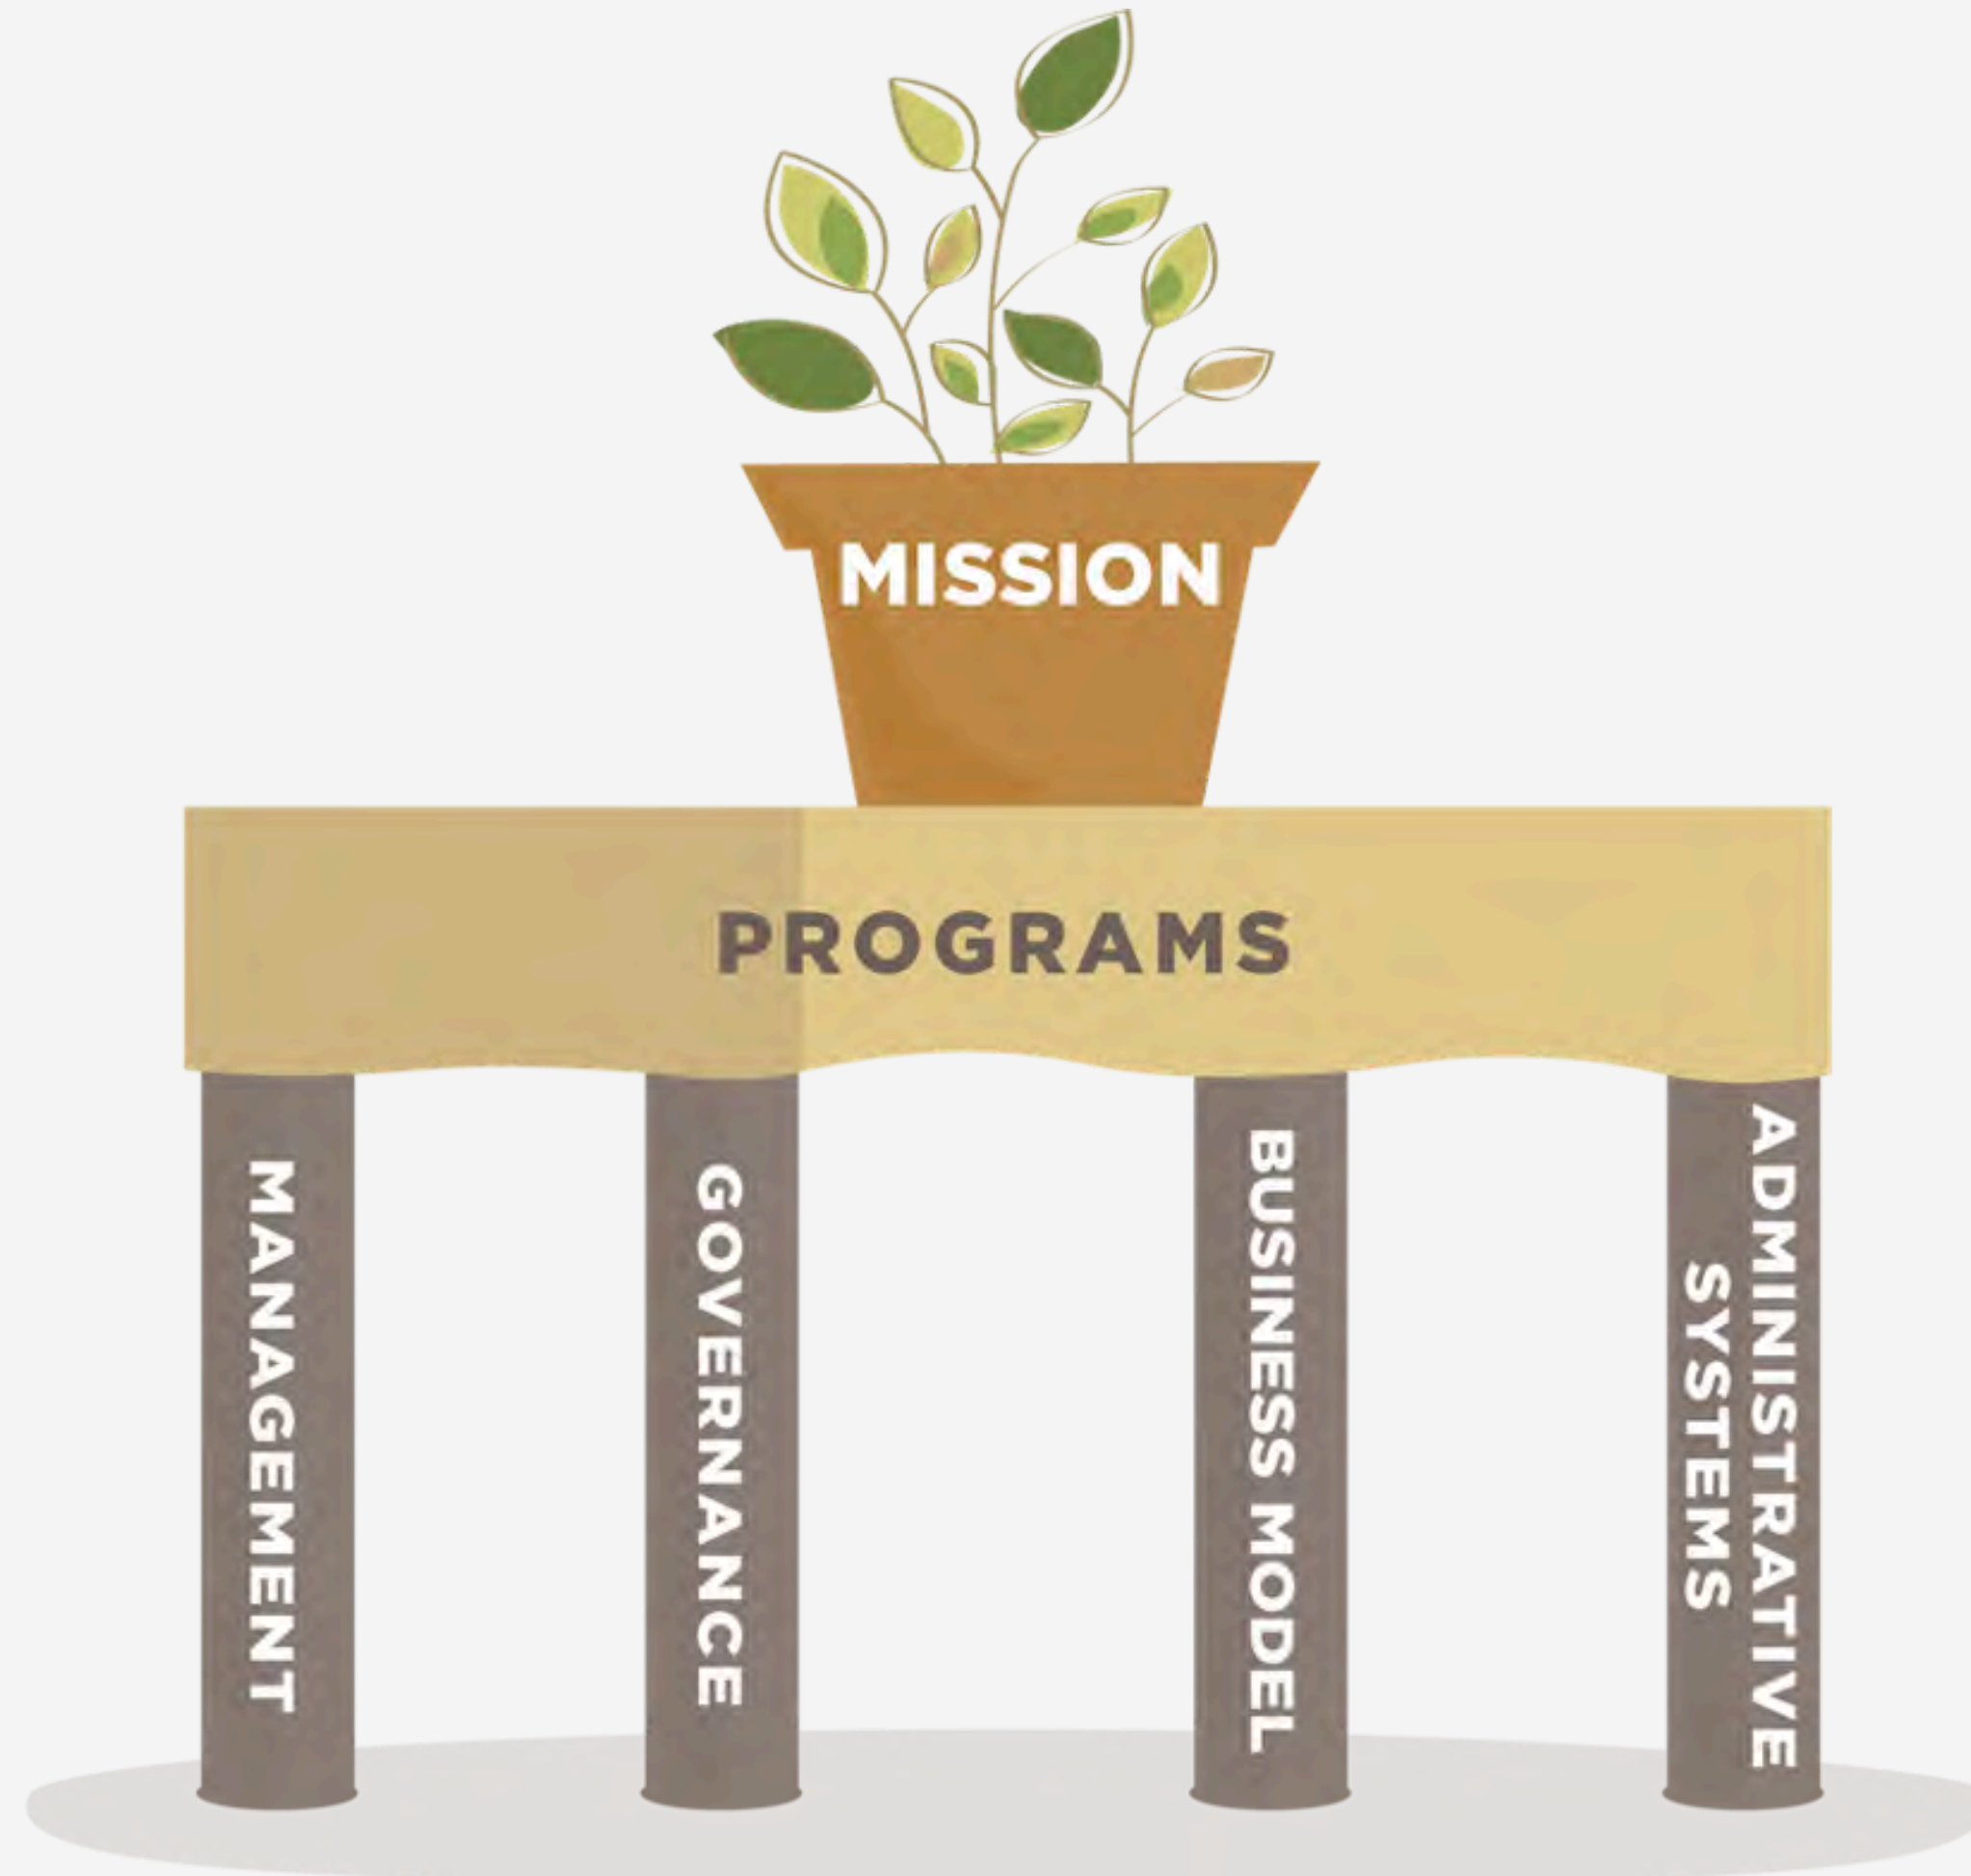 MISSION
PROGRAMS
MANAGEMENT
GOVERNANCE
BUSINESS MODEL
ADMINISTRATIVE
SYSTEMS